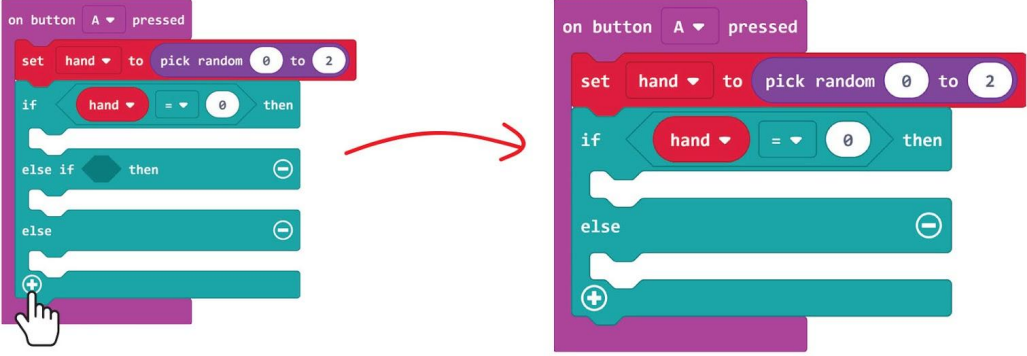 on button A pressed
set hand to pick random 0 to 2
if hand = 0 then
else if then
else
on button A pressed
set hand to pick random 0 to 2
if hand = 0 then
else